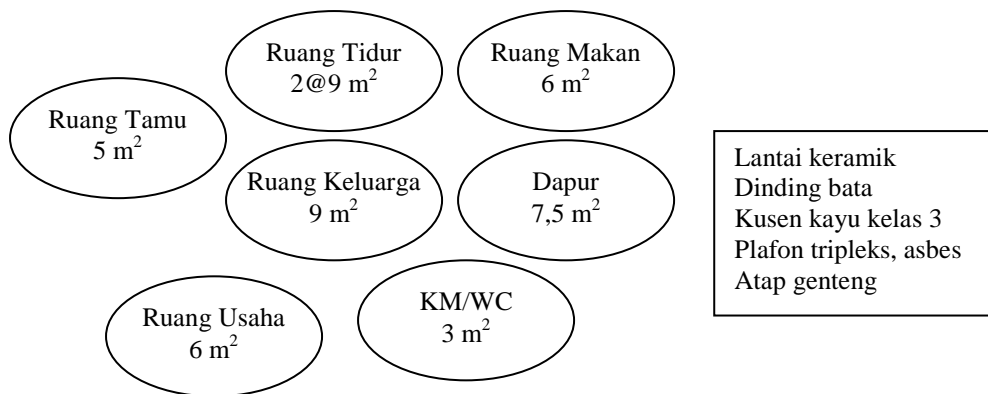 Ruang Tidur
2@9 m²
Ruang Makan
6 m²
Ruang Tamu
5 m²
Ruang Keluarga
9 m²
Dapur
7,5 m²
Ruang Usaha
6 m²
KM/WC
3 m²
Lantai keramik
Dinding bata
Kusen kayu kelas 3
Plafon tripleks, asbes
Atap genteng